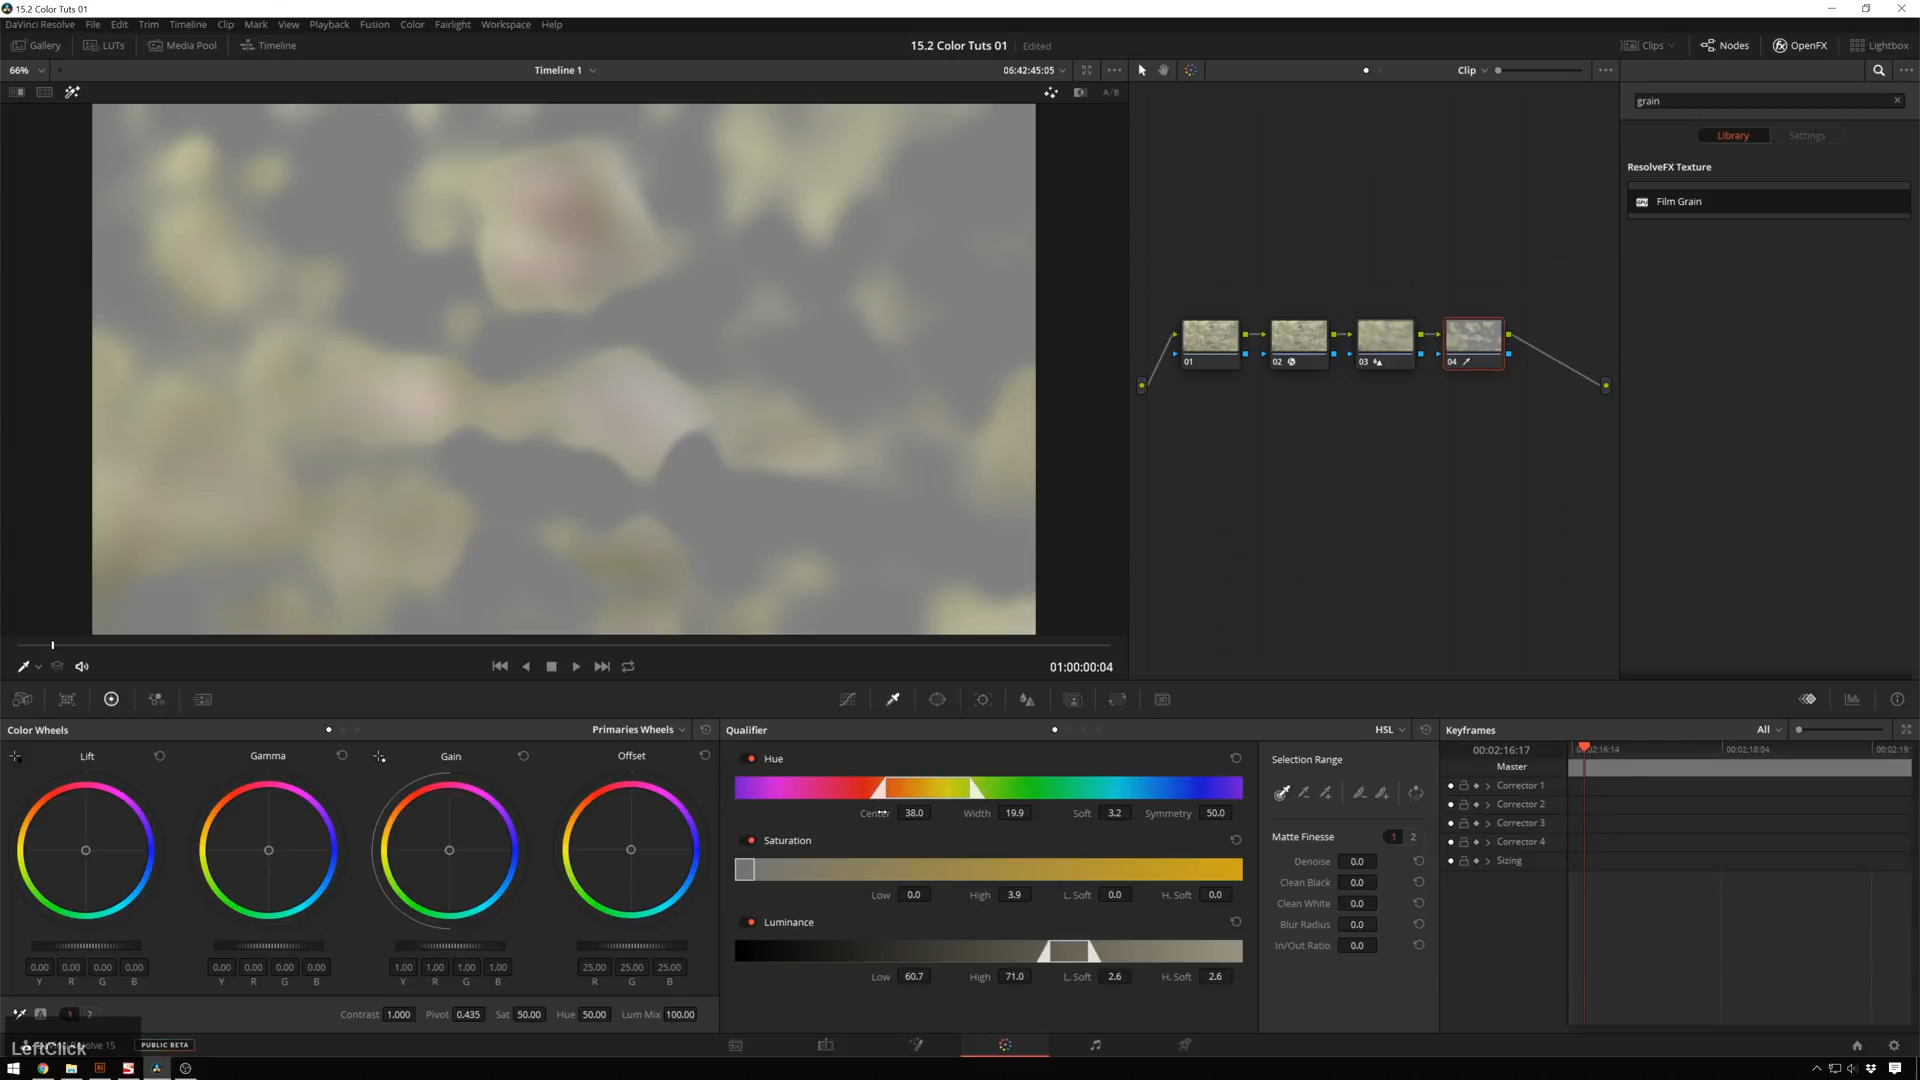 15.2 Color Tuts 01
DaVinci Resolve File Edit Trim Timeline Clip Mark View Playback Fusion Color Fairlight Workspace Help
Gallery LUTs Media Pool Timeline 15.2 Color Tuts 01 Edited Clips Nodes OpenFX Lightbox
66% Timeline 1 06:42:45:05 Clip
A/B
grain
Library Settings
ResolveFX Texture
GPU Film Grain
01 02 03 04
01:00:00:04
Color Wheels Primaries Wheels Qualifier HSL Keyframes All
Lift Gamma Gain Offset
00:02:16:17 00:02:16:14 00:02:18:04 00:02:19:
Master
Hue
Center 38.0 Width 19.9 Soft 3.2 Symmetry 50.0
Saturation
Low 0.0 High 3.9 L. Soft 0.0 H. Soft 0.0
Luminance
Low 60.7 High 71.0 L. Soft 2.6 H. Soft 2.6
Selection Range
Matte Finesse 1 2
Denoise 0.0
Clean Black 0.0
Clean White 0.0
Blur Radius 0.0
In/Out Ratio 0.0
Corrector 1
Corrector 2
Corrector 3
Corrector 4
Sizing
0.00 0.00 0.00 0.00 0.00 0.00 0.00 0.00 1.00 1.00 1.00 1.00 25.00 25.00 25.00
Y R G B Y R G B Y R G B R G B
A 1 2 Contrast 1.000 Pivot 0.435 Sat 50.00 Hue 50.00 Lum Mix 100.00
LeftClick
Resolve 15 PUBLIC BETA